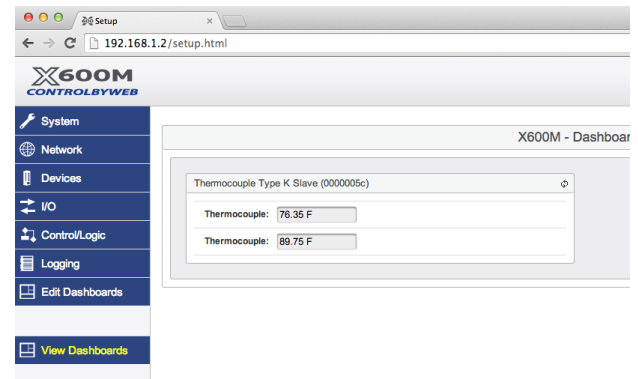 Setup
192.168.1.2/setup.html
X600M
CONTROLBYWEB
System
Network
Devices
I/O
Control/Logic
Logging
Edit Dashboards
View Dashboards
X600M - Dashboar
Thermocouple Type K Slave (0000005c)
Thermocouple: 76.35 F
Thermocouple: 89.75 F